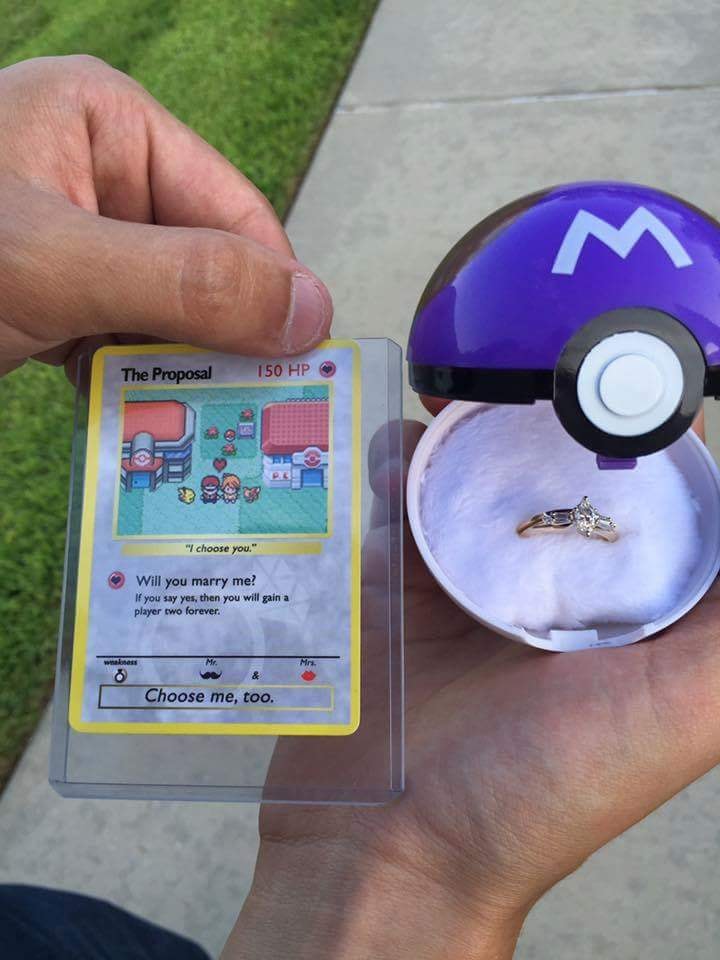 The Proposal 150 HP
"I choose you."
Will you marry me?
If you say yes, then you will gain a
player two forever.
weakness Mr. & Mrs.
Choose me, too.
M